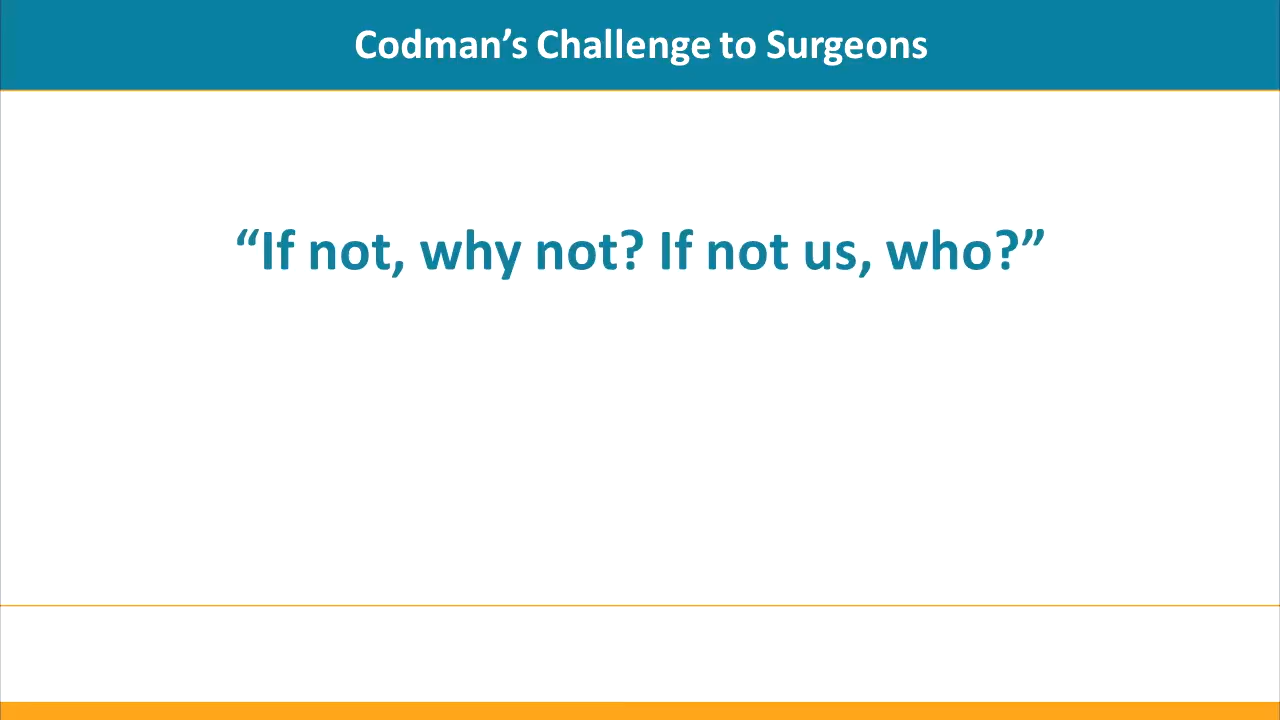 Codman’s Challenge to Surgeons
“If not, why not? If not us, who?”